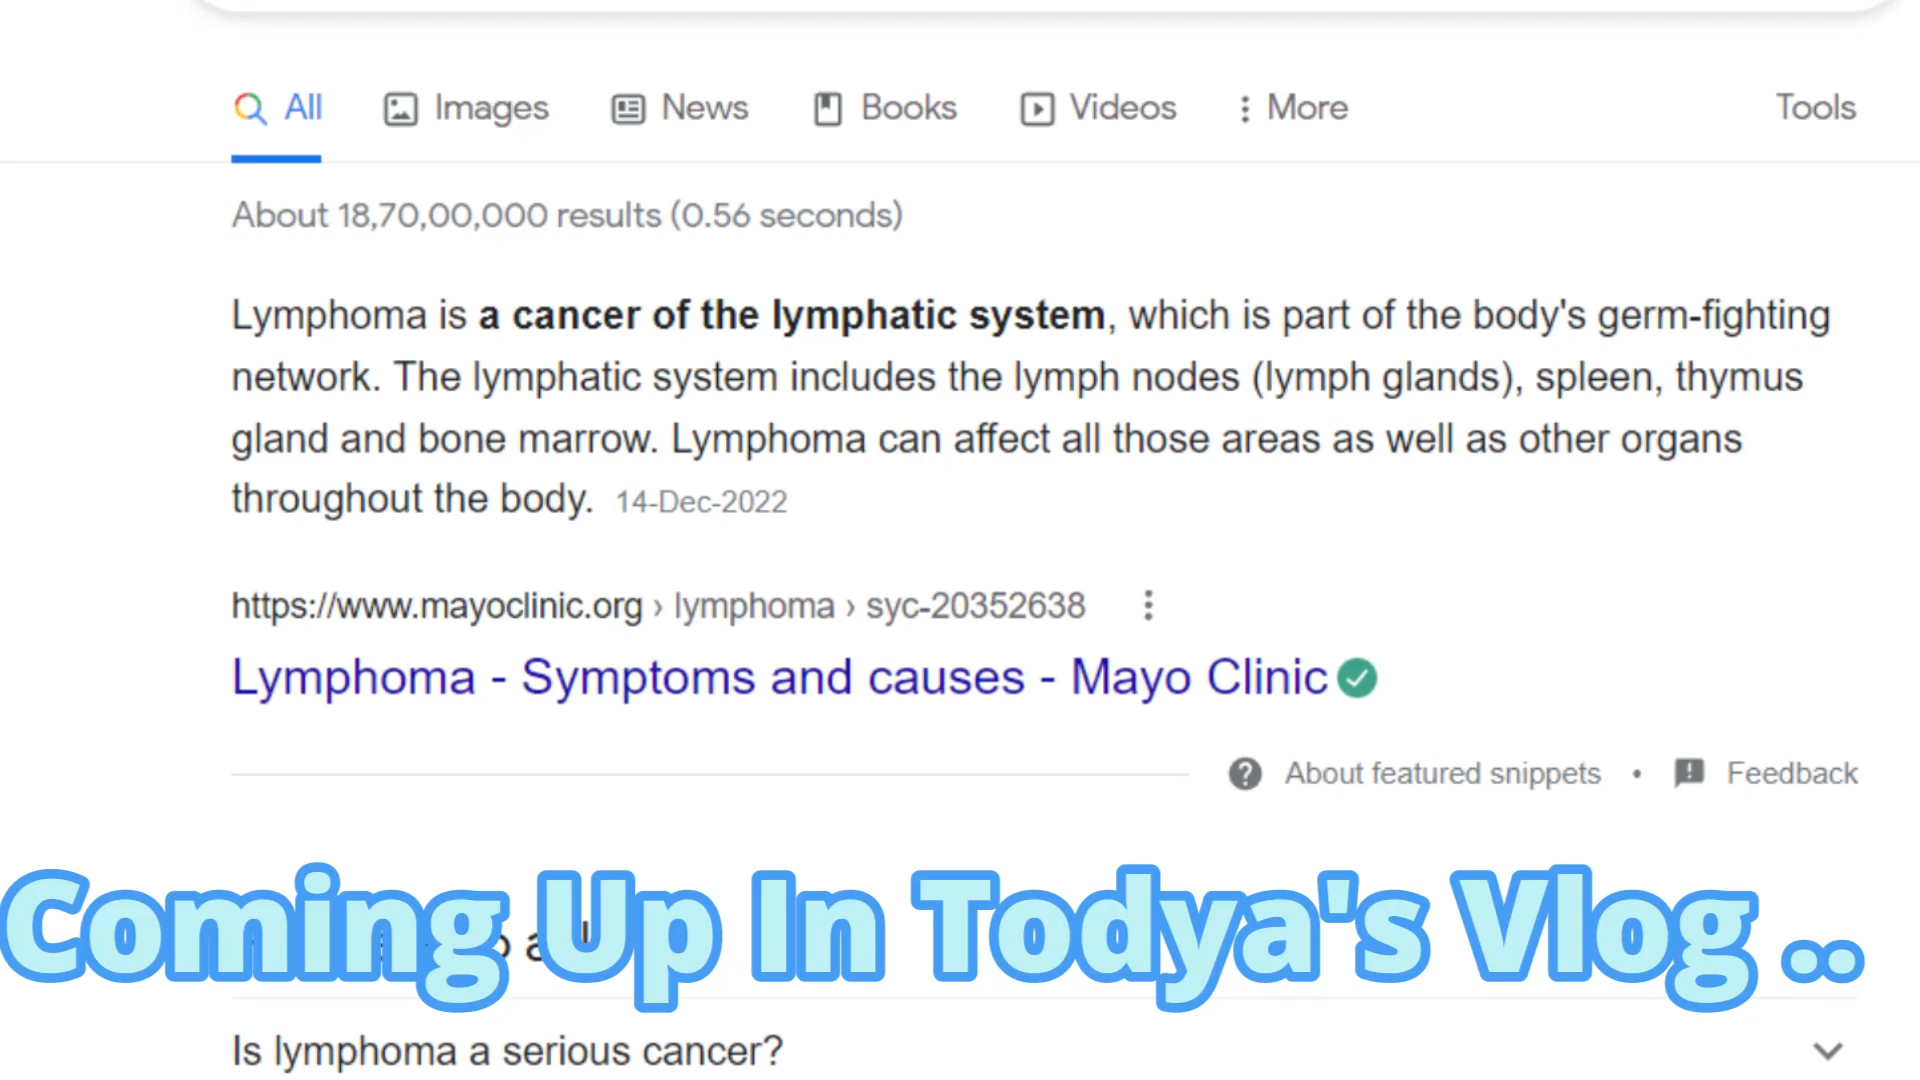 All Images News Books Videos More Tools
About 18,70,00,000 results (0.56 seconds)
Lymphoma is a cancer of the lymphatic system, which is part of the body's germ-fighting
network. The lymphatic system includes the lymph nodes (lymph glands), spleen, thymus
gland and bone marrow. Lymphoma can affect all those areas as well as other organs
throughout the body. 14-Dec-2022
https://www.mayoclinic.org › lymphoma › syc-20352638
Lymphoma - Symptoms and causes - Mayo Clinic
About featured snippets • Feedback
Coming Up In Todya's Vlog ..
Is lymphoma a serious cancer?